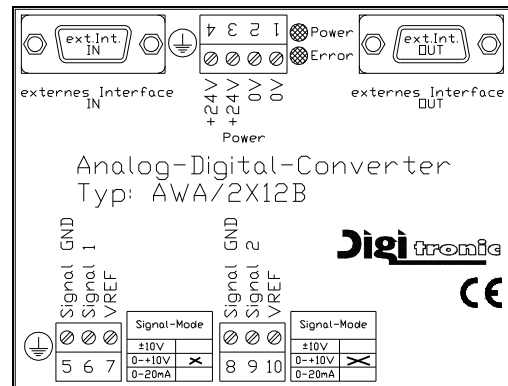 ext.Int.
IN
4 3 2 1
Power
Error
ext.Int.
OUT
externes Interface
IN
+24V
+24V
0V
0V
externes Interface
OUT
Power
Analog-Digital-Converter
Typ: AWA/2X12B
Signal GND
Signal 1
VREF
Signal GND
Signal 2
VREF
Digitronic
CE
5 6 7
Signal-Mode
±10V
0-+10V X
0-20mA
8 9 10
Signal-Mode
±10V
0-+10V X
0-20mA